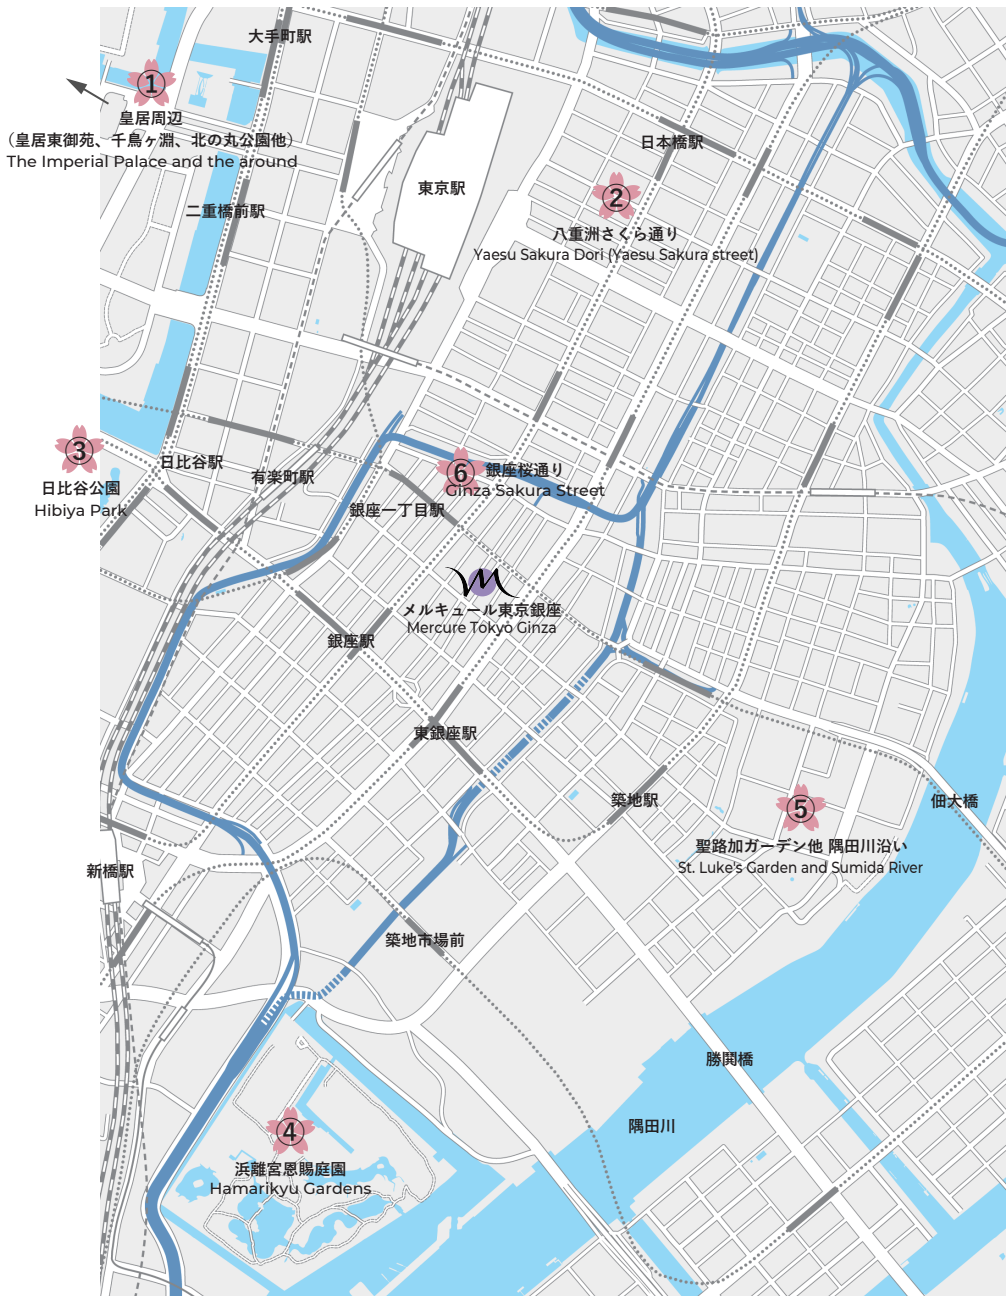 大手町駅
①
皇居周辺
(皇居東御苑、千鳥ヶ淵、北の丸公園他)
The Imperial Palace and the around
日本橋駅
東京駅
②
二重橋前駅
八重洲さくら通り
Yaesu Sakura Dori (Yaesu Sakura street)
③
日比谷公園
Hibiya Park
日比谷駅
有楽町駅
⑥ 銀座桜通り
Ginza Sakura Street
銀座一丁目駅
メルキュール東京銀座
Mercure Tokyo Ginza
銀座駅
東銀座駅
築地駅
佃大橋
⑤
聖路加ガーデン他 隅田川沿い
St. Luke's Garden and Sumida River
新橋駅
築地市場前
勝鬨橋
隅田川
④
浜離宮恩賜庭園
Hamarikyu Gardens